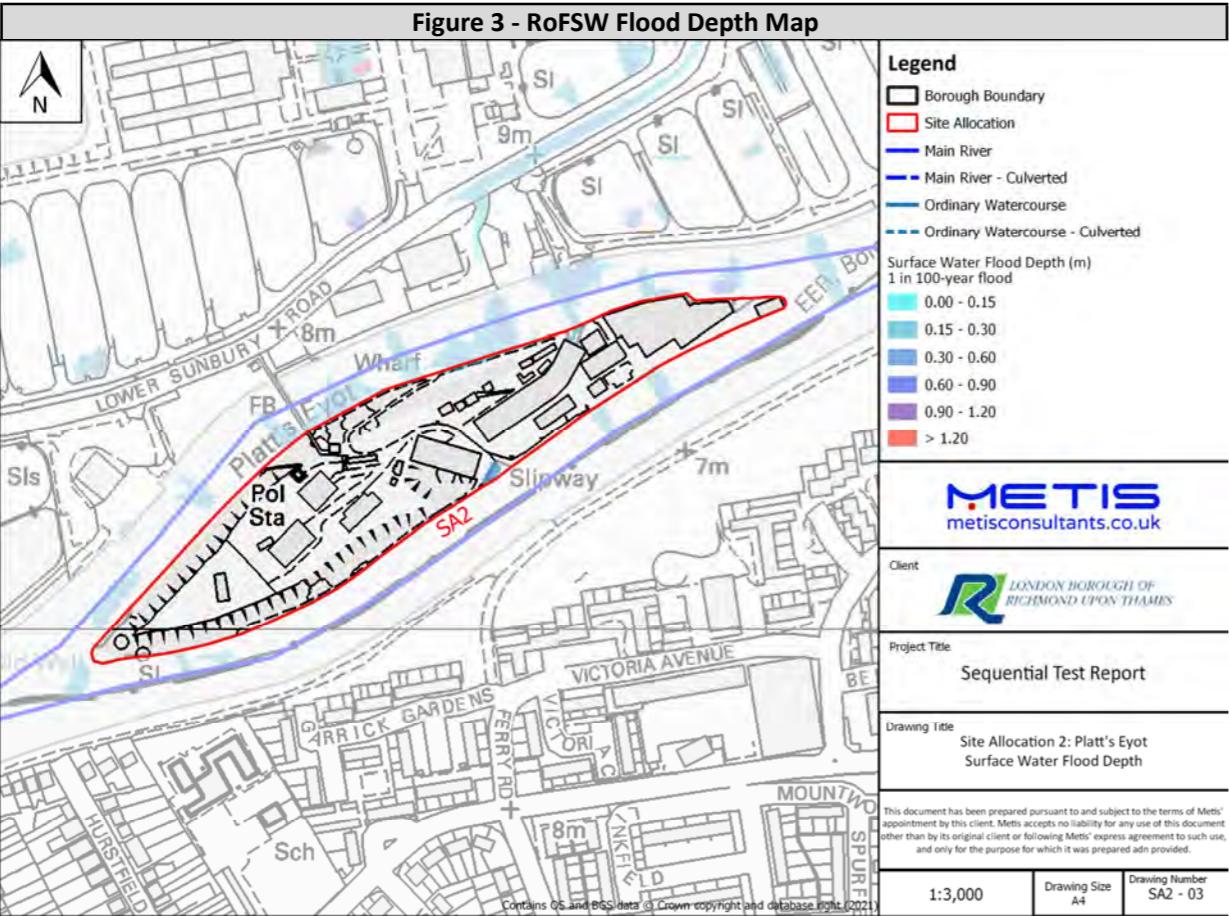 Figure 3 - RoFSW Flood Depth Map
N
SI
SI
9m
SI
SI
SI
LOWER SUNBURY ROAD
8m
Wharf
FB
Platt's Eyot
EER, Bor
SIs
Pol
Sta
Slipway
7m
SA2
SI
VICTORIA AVENUE
BE
GARRICK GARDENS
FERRY RD
VICTORIA C
HURSTFIELD
Sch
8m
MOUNTWO
SPURF
Contains OS and BGS data © Crown copyright and database right (2021)
Legend
Borough Boundary
Site Allocation
Main River
Main River - Culverted
Ordinary Watercourse
Ordinary Watercourse - Culverted
Surface Water Flood Depth (m)
1 in 100-year flood
0.00 - 0.15
0.15 - 0.30
0.30 - 0.60
0.60 - 0.90
0.90 - 1.20
> 1.20
METIS
metisconsultants.co.uk
Client
LONDON BOROUGH OF
RICHMOND UPON THAMES
Project Title
Sequential Test Report
Drawing Title
Site Allocation 2: Platt's Eyot
Surface Water Flood Depth
This document has been prepared pursuant to and subject to the terms of Metis'
appointment by this client. Metis accepts no liability for any use of this document
other than by its original client or following Metis' express agreement to such use,
and only for the purpose for which it was prepared adn provided.
1:3,000
Drawing Size
A4
Drawing Number
SA2 - 03